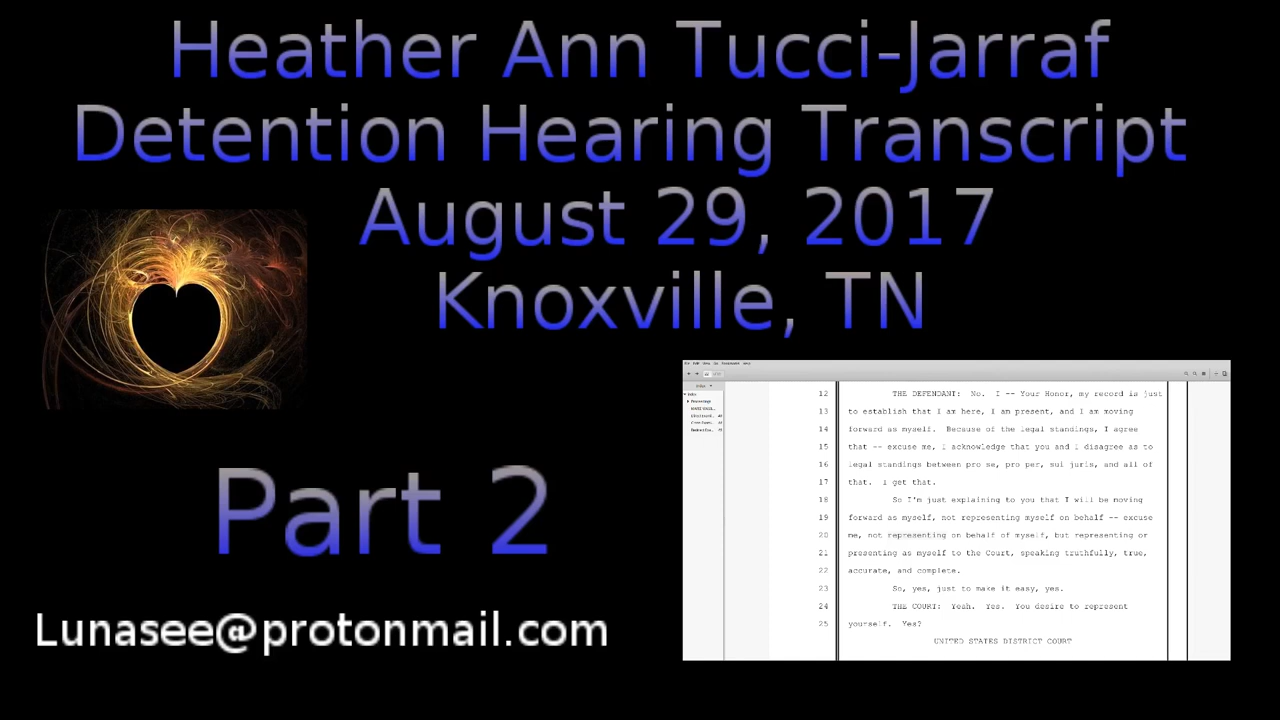 Heather Ann Tucci-Jarraf
Detention Hearing Transcript
August 29, 2017
Knoxville, TN
Part 2
Lunasee@protonmail.com
12 THE DEFENDANT: No. I -- Your Honor, my record is just
13 to establish that I am here, I am present, and I am moving
14 forward as myself. Because of the legal standings, I agree
15 that -- excuse me, I acknowledge that you and I disagree as to
16 legal standings between pro se, pro per, sui juris, and all of
17 that. I get that.
18 So I'm just explaining to you that I will be moving
19 forward as myself, not representing myself on behalf -- excuse
20 me, not representing on behalf of myself, but representing or
21 presenting as myself to the Court, speaking truthfully, true,
22 accurate, and complete.
23 So, yes, just to make it easy, yes.
24 THE COURT: Yeah. Yes. You desire to represent
25 yourself. Yes?
UNITED STATES DISTRICT COURT